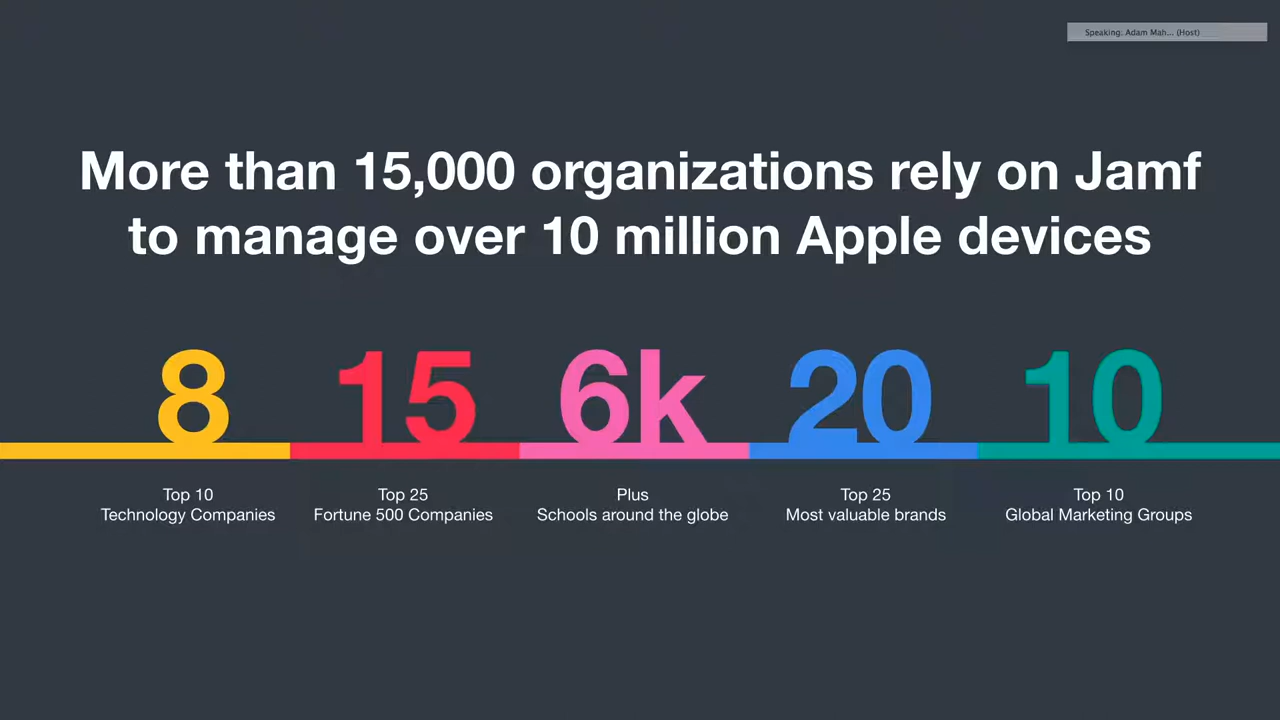 Speaking: Adam Mah... (Host)
More than 15,000 organizations rely on Jamf
to manage over 10 million Apple devices
8
15
6k
20
10
Top 10
Technology Companies
Top 25
Fortune 500 Companies
Plus
Schools around the globe
Top 25
Most valuable brands
Top 10
Global Marketing Groups